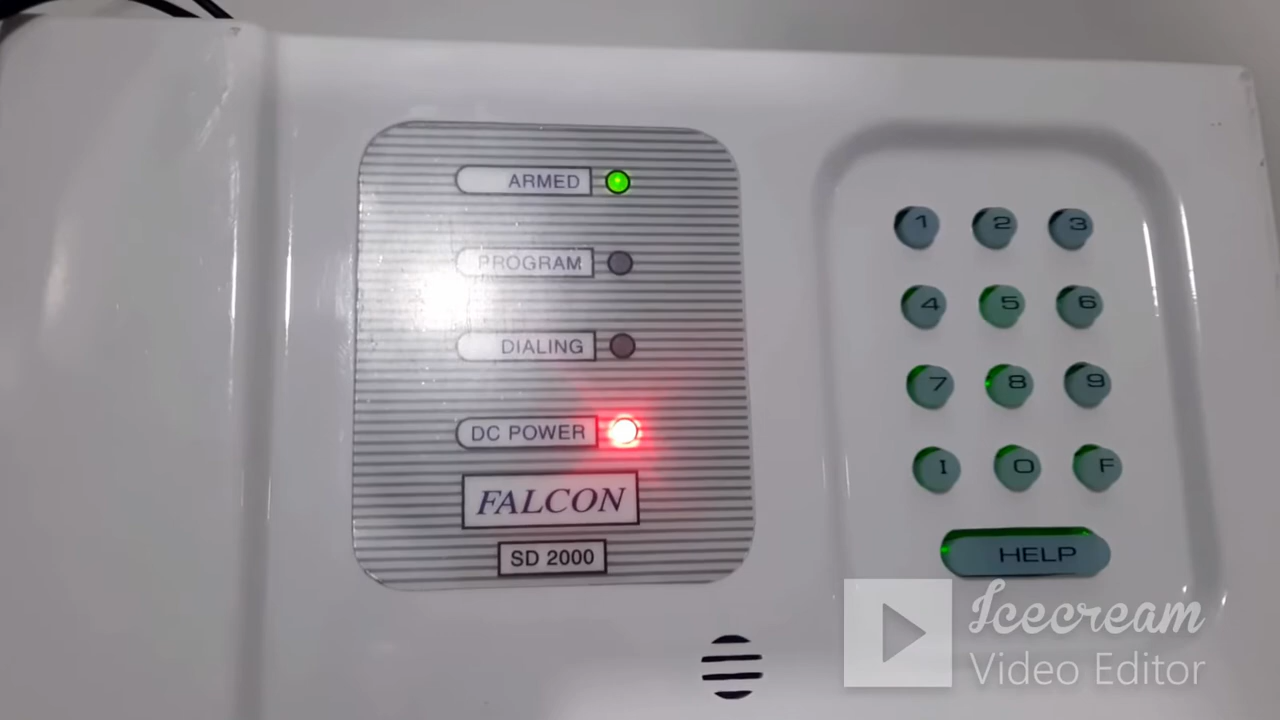 ARMED
PROGRAM
DIALING
DC POWER
FALCON
SD 2000
1 2 3
4 5 6
7 8 9
I O F
HELP
Icecream
Video Editor